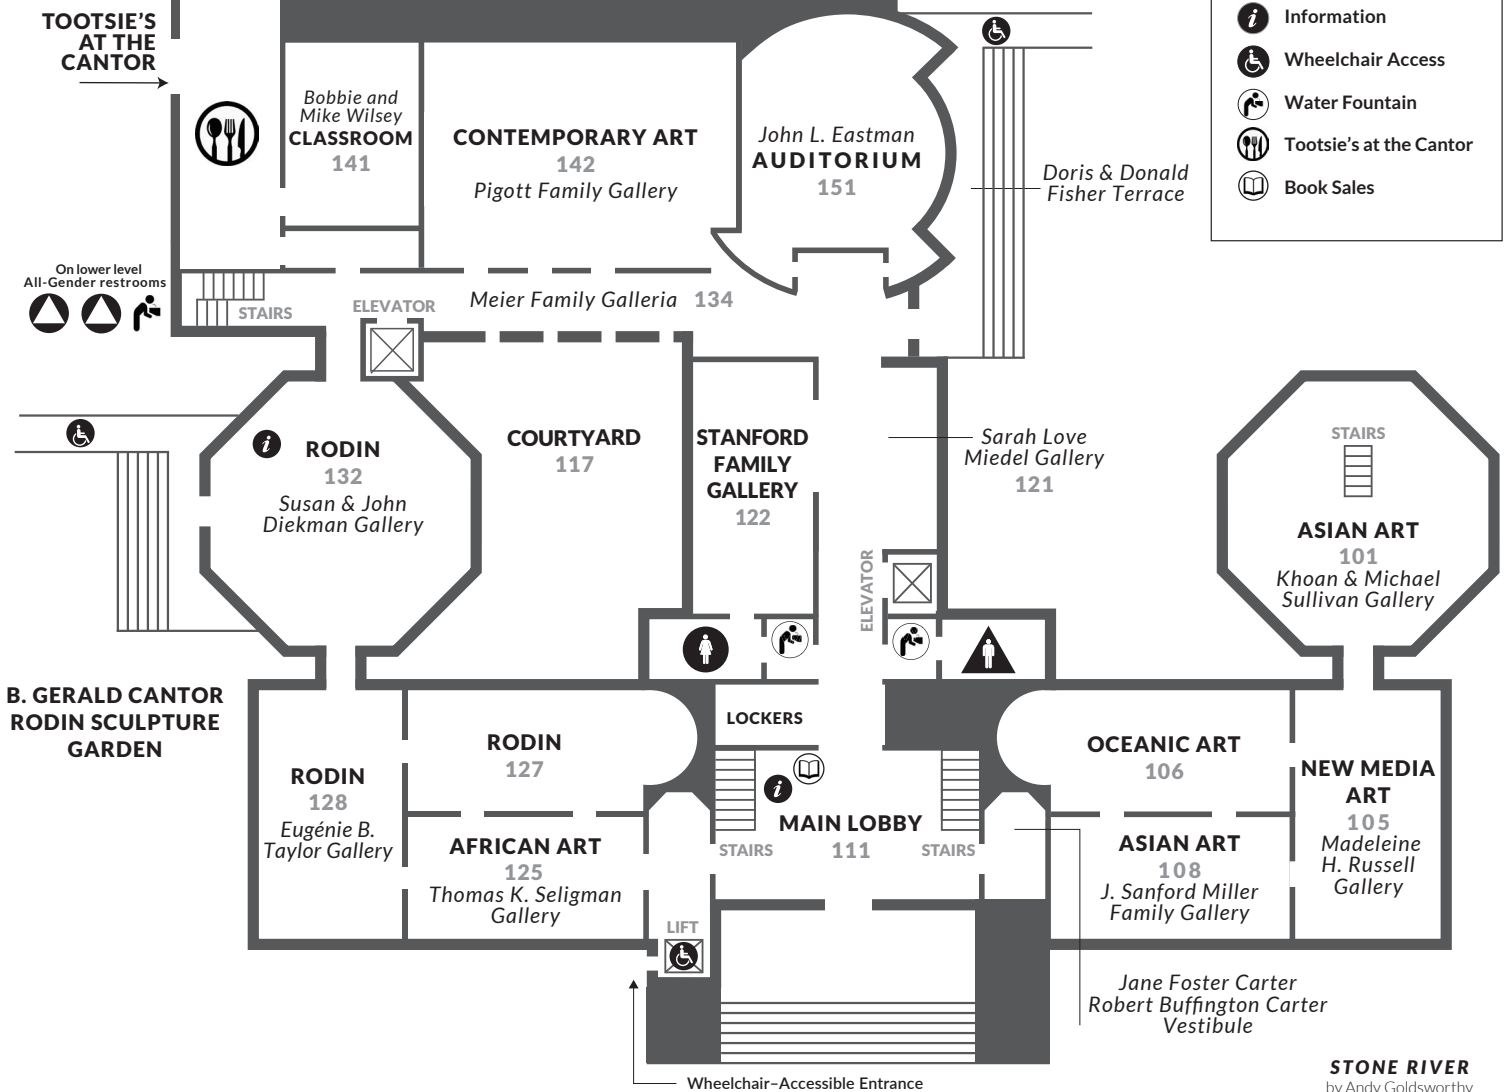 TOOTSIE'S
AT THE
CANTOR
Bobbie and
Mike Wilsey
CLASSROOM
141
CONTEMPORARY ART
142
Pigott Family Gallery
John L. Eastman
AUDITORIUM
151
Doris & Donald
Fisher Terrace
Information
Wheelchair Access
Water Fountain
Tootsie's at the Cantor
Book Sales
On lower level
All-Gender restrooms
STAIRS
ELEVATOR
Meier Family Galleria 134
RODIN
132
Susan & John
Diekman Gallery
COURTYARD
117
STANFORD
FAMILY
GALLERY
122
Sarah Love
Miedel Gallery
121
STAIRS
ASIAN ART
101
Khoan & Michael
Sullivan Gallery
ELEVATOR
B. GERALD CANTOR
RODIN SCULPTURE
GARDEN
LOCKERS
RODIN
127
RODIN
128
Eugénie B.
Taylor Gallery
AFRICAN ART
125
Thomas K. Seligman
Gallery
MAIN LOBBY
111
STAIRS
STAIRS
OCEANIC ART
106
NEW MEDIA
ART
105
Madeleine
H. Russell
Gallery
ASIAN ART
108
J. Sanford Miller
Family Gallery
LIFT
Jane Foster Carter
Robert Buffington Carter
Vestibule
Wheelchair–Accessible Entrance
STONE RIVER
by Andy Goldsworthy